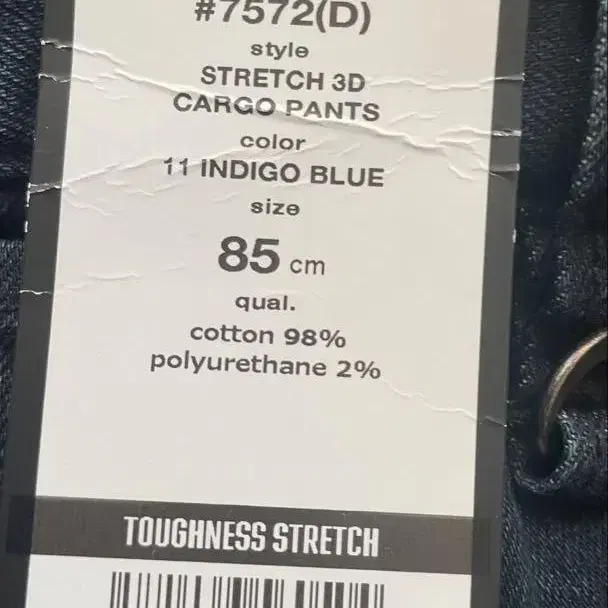 #7572(D)
style
STRETCH 3D
CARGO PANTS
color
11 INDIGO BLUE
size
85 cm
qual.
cotton 98%
polyurethane 2%
TOUGHNESS STRETCH